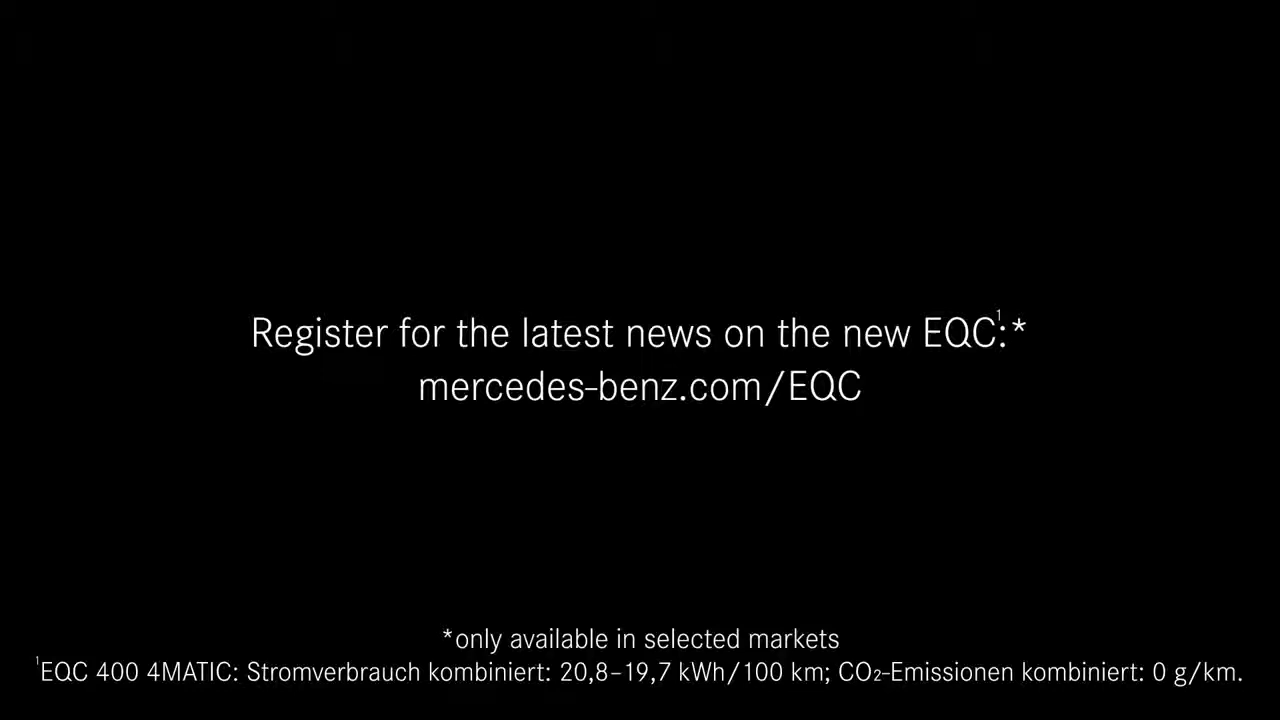 Register for the latest news on the new EQC¹:*
mercedes-benz.com/EQC
*only available in selected markets
¹EQC 400 4MATIC: Stromverbrauch kombiniert: 20,8–19,7 kWh/100 km; CO₂-Emissionen kombiniert: 0 g/km.